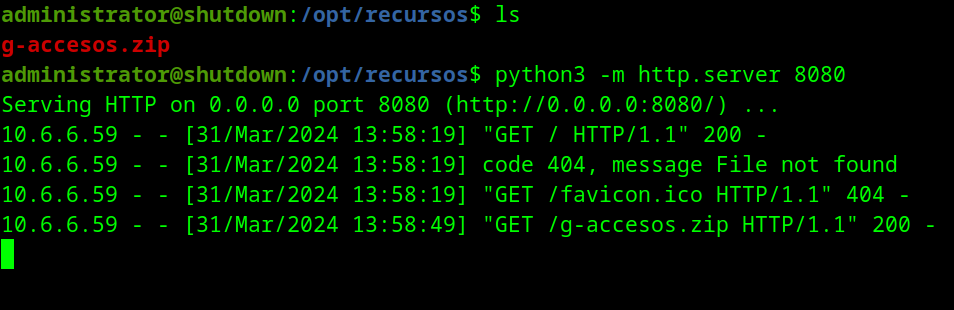 administrator@shutdown:/opt/recursos$ ls
g-accesos.zip
administrator@shutdown:/opt/recursos$ python3 -m http.server 8080
Serving HTTP on 0.0.0.0 port 8080 (http://0.0.0.0:8080/) ...
10.6.6.59 - - [31/Mar/2024 13:58:19] "GET / HTTP/1.1" 200 -
10.6.6.59 - - [31/Mar/2024 13:58:19] code 404, message File not found
10.6.6.59 - - [31/Mar/2024 13:58:19] "GET /favicon.ico HTTP/1.1" 404 -
10.6.6.59 - - [31/Mar/2024 13:58:49] "GET /g-accesos.zip HTTP/1.1" 200 -